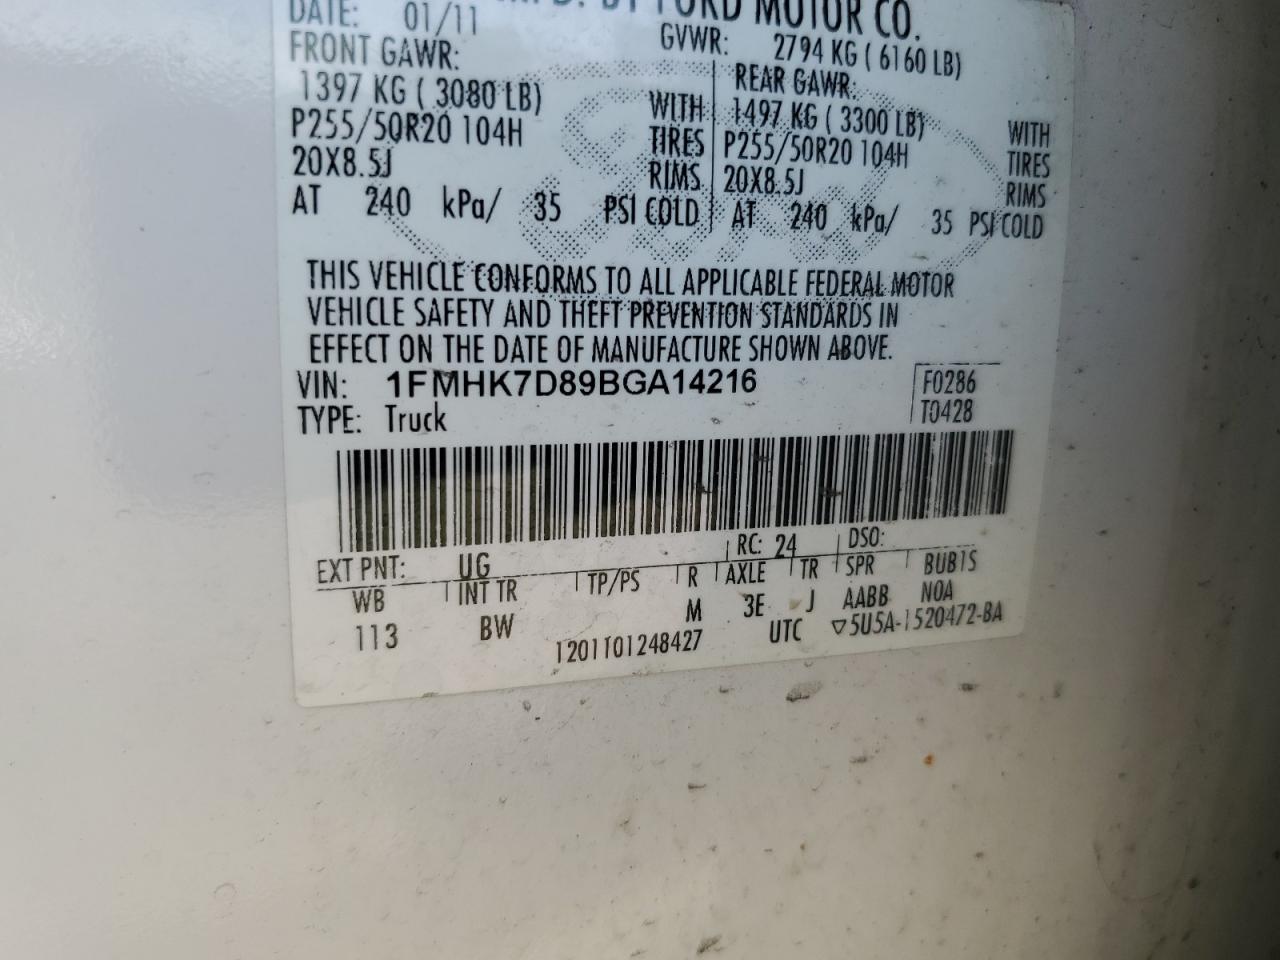 MFD. BY FORD MOTOR CO.
DATE: 01/11 GVWR: 2794 KG ( 6160 LB)
FRONT GAWR: REAR GAWR:
1397 KG ( 3080 LB) WITH 1497 KG ( 3300 LB) WITH
P255/50R20 104H TIRES P255/50R20 104H TIRES
20X8.5J RIMS 20X8.5J RIMS
AT 240 kPa/ 35 PSI COLD AT 240 kPa/ 35 PSI COLD
THIS VEHICLE CONFORMS TO ALL APPLICABLE FEDERAL MOTOR
VEHICLE SAFETY AND THEFT PREVENTION STANDARDS IN
EFFECT ON THE DATE OF MANUFACTURE SHOWN ABOVE.
VIN: 1FMHK7D89BGA14216 F0286
TYPE: Truck T0428
EXT PNT: UG RC: 24 DSO:
WB INT TR TP/PS R AXLE TR SPR BUB1S
113 BW M 3E J AABB NOA
1201T01248427 UTC ▽5U5A-1520472-BA